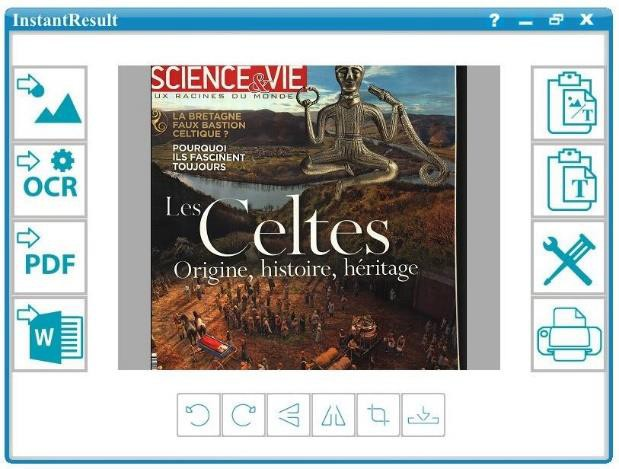 InstantResult
?
SCIENCE&VIE
UX RACINES DU MONDE
LA BRETAGNE
FAUX BASTION
CELTIQUE ?
POURQUOI
ILS FASCINENT
TOUJOURS
Les
Celtes
Origine, histoire, héritage
OCR
PDF
W
T
T